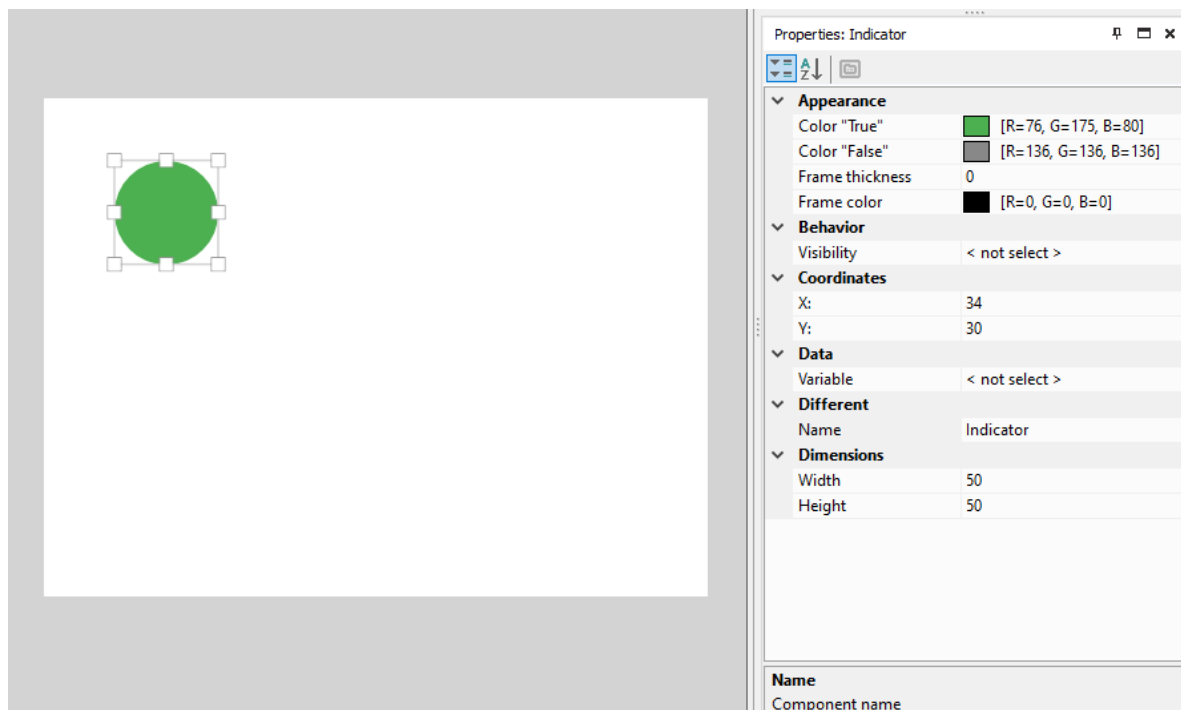 Properties: Indicator
Appearance
Color "True" [R=76, G=175, B=80]
Color "False" [R=136, G=136, B=136]
Frame thickness 0
Frame color [R=0, G=0, B=0]
Behavior
Visibility < not select >
Coordinates
X: 34
Y: 30
Data
Variable < not select >
Different
Name Indicator
Dimensions
Width 50
Height 50
Name
Component name